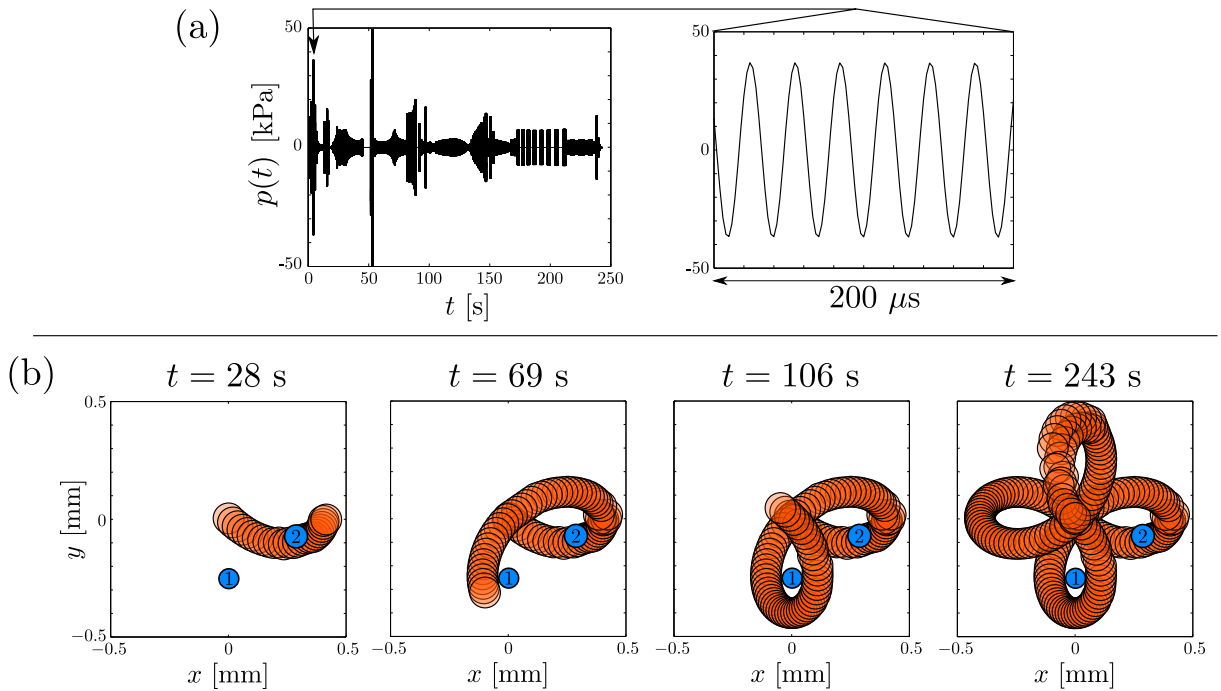 (a)
50
0
-50
p(t) [kPa]
0 50 100 150 200 250
t [s]
50
0
-50
200 μs
(b)
t = 28 s
t = 69 s
t = 106 s
t = 243 s
0.5
0
−0.5
y [mm]
1
2
0 0.5
x [mm]
1
2
−0.5 0 0.5
x [mm]
1
2
−0.5 0 0.5
x [mm]
1
2
−0.5 0 0.5
x [mm]